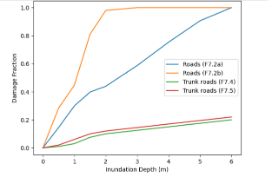 1.0
0.8
0.6
0.4
0.2
0.0
Damage Fraction
Roads (F7.2a)
Roads (F7.2b)
Trunk roads (F7.4)
Trunk roads (F7.5)
0 1 2 3 4 5 6
Inundation Depth (m)